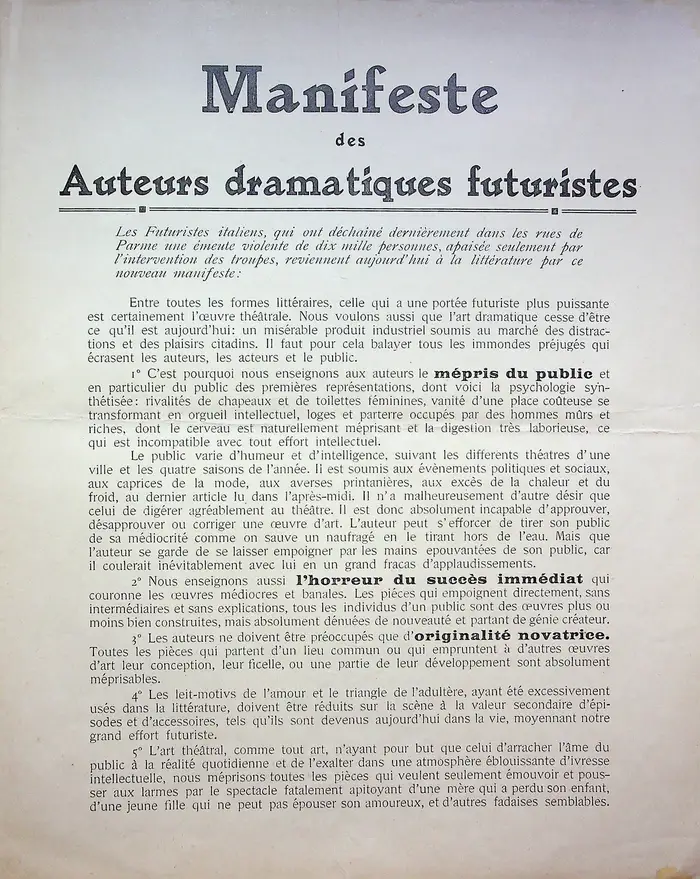 Manifeste
des
Auteurs dramatiques futuristes
Les Futuristes italiens, qui ont déchaîné dernièrement dans les rues de
Parme une émeute violente de dix mille personnes, apaisée seulement par
l'intervention des troupes, reviennent aujourd'hui à la littérature par ce
nouveau manifeste:
Entre toutes les formes littéraires, celle qui a une portée futuriste plus puissante
est certainement l'œuvre théâtrale. Nous voulons aussi que l'art dramatique cesse d'être
ce qu'il est aujourd'hui: un misérable produit industriel soumis au marché des distrac-
tions et des plaisirs citadins. Il faut pour cela balayer tous les immondes préjugés qui
écrasent les auteurs, les acteurs et le public.
1° C'est pourquoi nous enseignons aux auteurs le mépris du public et
en particulier du public des premières représentations, dont voici la psychologie syn-
thétisée: rivalités de chapeaux et de toilettes féminines, vanité d'une place coûteuse se
transformant en orgueil intellectuel, loges et parterre occupés par des hommes mûrs et
riches, dont le cerveau est naturellement méprisant et la digestion très laborieuse, ce
qui est incompatible avec tout effort intellectuel.
Le public varie d'humeur et d'intelligence, suivant les differents théatres d'une
ville et les quatre saisons de l'année. Il est soumis aux évènements politiques et sociaux,
aux caprices de la mode, aux averses printanières, aux excès de la chaleur et du
froid, au dernier article lu dans l'après-midi. Il n'a malheureusement d'autre désir que
celui de digérer agréablement au théâtre. Il est donc absolument incapable d'approuver,
désapprouver ou corriger une œuvre d'art. L'auteur peut s'efforcer de tirer son public
de sa médiocrité comme on sauve un naufragé en le tirant hors de l'eau. Mais que
l'auteur se garde de se laisser empoigner par les mains epouvantées de son public, car
il coulerait inévitablement avec lui en un grand fracas d'applaudissements.
2° Nous enseignons aussi l'horreur du succès immédiat qui
couronne les œuvres médiocres et banales. Les piéces qui empoignent directement, sans
intermédiaires et sans explications, tous les individus d'un public sont des œuvres plus ou
moins bien construites, mais absolument dénuées de nouveauté et partant de génie créateur.
3° Les auteurs ne doivent être préoccupés que d'originalité novatrice.
Toutes les pièces qui partent d'un lieu commun ou qui empruntent à d'autres œuvres
d'art leur conception, leur ficelle, ou une partie de leur développement sont absolument
méprisables.
4° Les leit-motivs de l'amour et le triangle de l'adultère, ayant été excessivement
usés dans la littérature, doivent être réduits sur la scène à la valeur secondaire d'épi-
sodes et d'accessoires, tels qu'ils sont devenus aujourd'hui dans la vie, moyennant notre
grand effort futuriste.
5° L'art théâtral, comme tout art, n'ayant pour but que celui d'arracher l'âme du
public à la réalité quotidienne et de l'exalter dans une atmosphère éblouissante d'ivresse
intellectuelle, nous méprisons toutes les pièces qui veulent seulement émouvoir et pous-
ser aux larmes par le spectacle fatalement apitoyant d'une mère qui a perdu son enfant,
d'une jeune fille qui ne peut pas épouser son amoureux, et d'autres fadaises semblables.